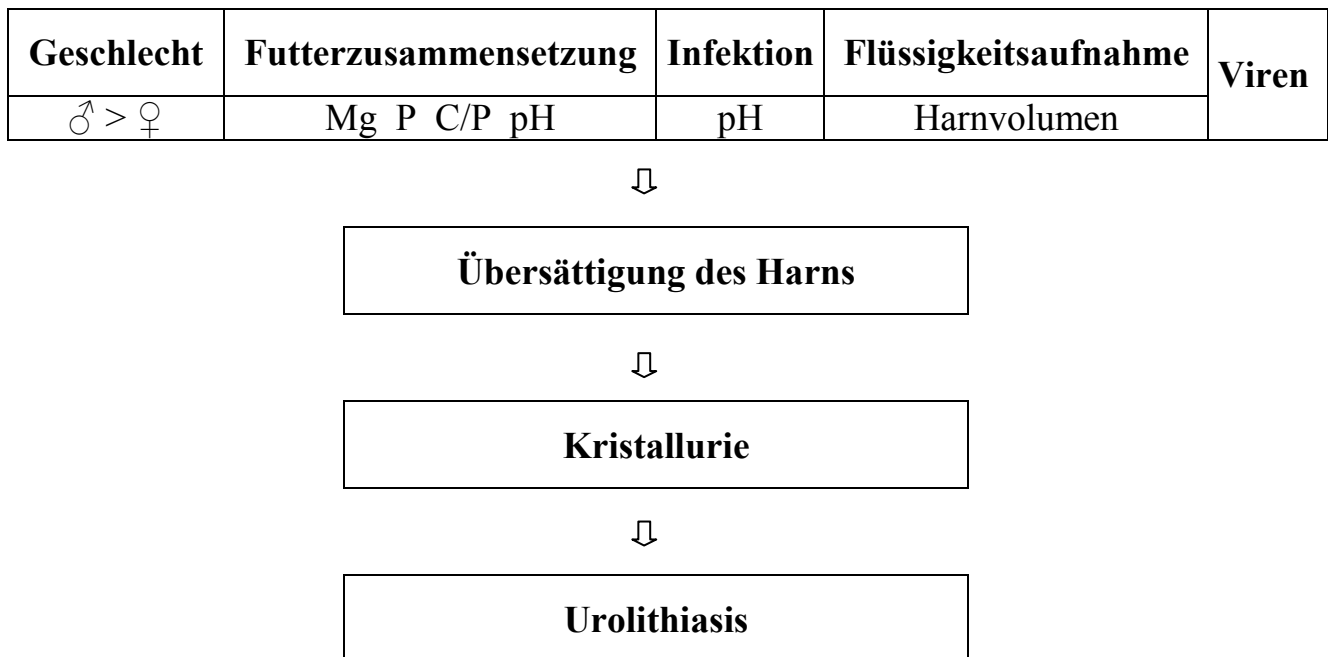 Geschlecht Futterzusammensetzung Infektion Flüssigkeitsaufnahme Viren
♂ > ♀ Mg P C/P pH pH Harnvolumen
⇩
Übersättigung des Harns
⇩
Kristallurie
⇩
Urolithiasis